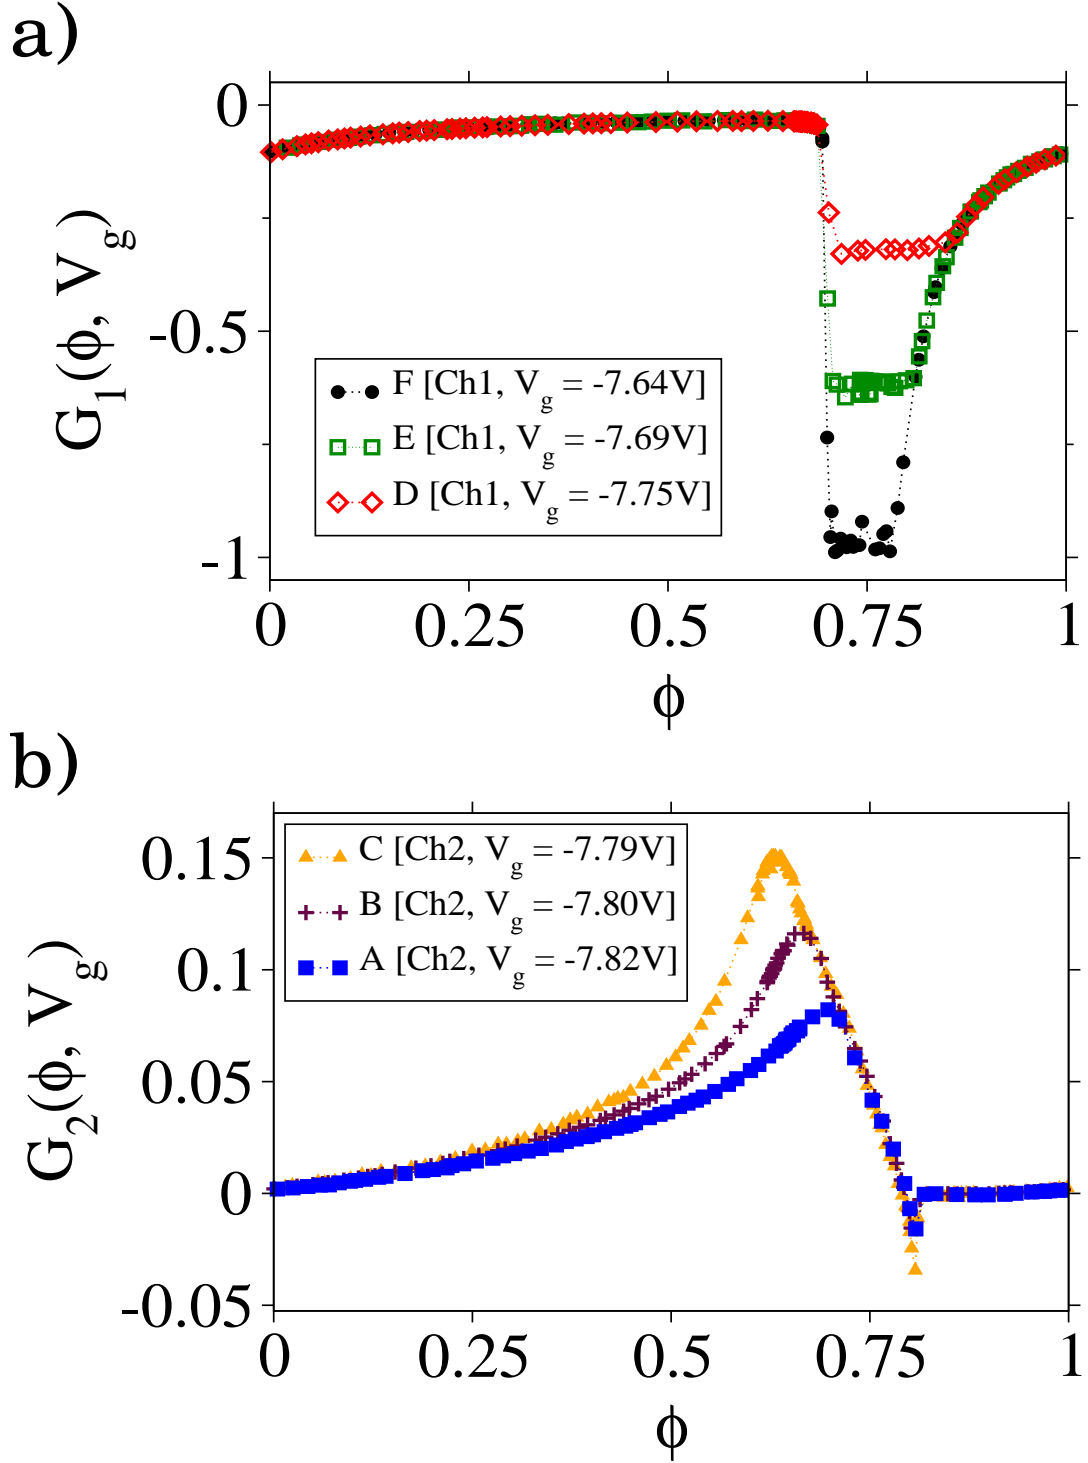 a)
G1(ϕ, Vg)
0
-0.5
-1
F [Ch1, Vg = -7.64V]
E [Ch1, Vg = -7.69V]
D [Ch1, Vg = -7.75V]
0 0.25 0.5 0.75 1
ϕ
b)
G2(ϕ, Vg)
0.15
0.1
0.05
0
-0.05
C [Ch2, Vg = -7.79V]
B [Ch2, Vg = -7.80V]
A [Ch2, Vg = -7.82V]
0 0.25 0.5 0.75 1
ϕ